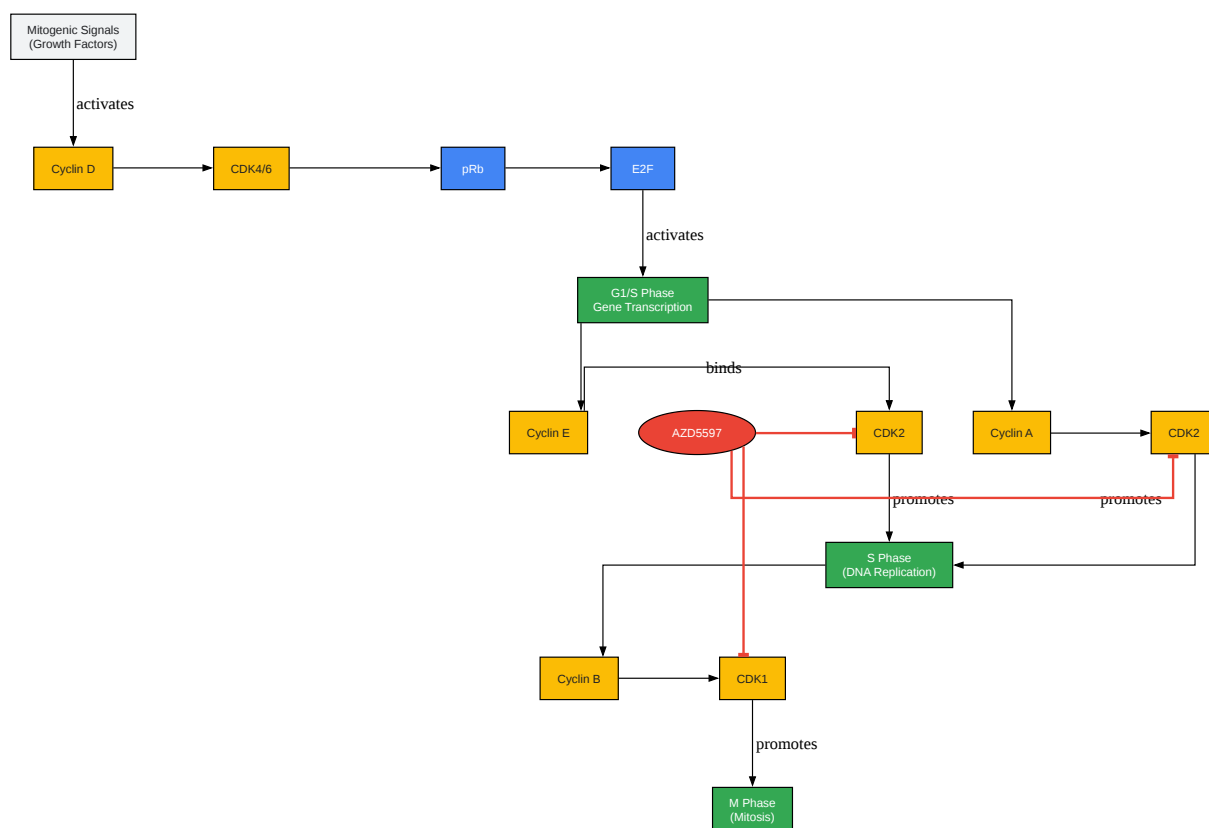 Mitogenic Signals
(Growth Factors)
activates
Cyclin D
CDK4/6
pRb
E2F
activates
G1/S Phase
Gene Transcription
binds
Cyclin E
AZD5597
CDK2
Cyclin A
CDK2
promotes
promotes
S Phase
(DNA Replication)
Cyclin B
CDK1
promotes
M Phase
(Mitosis)